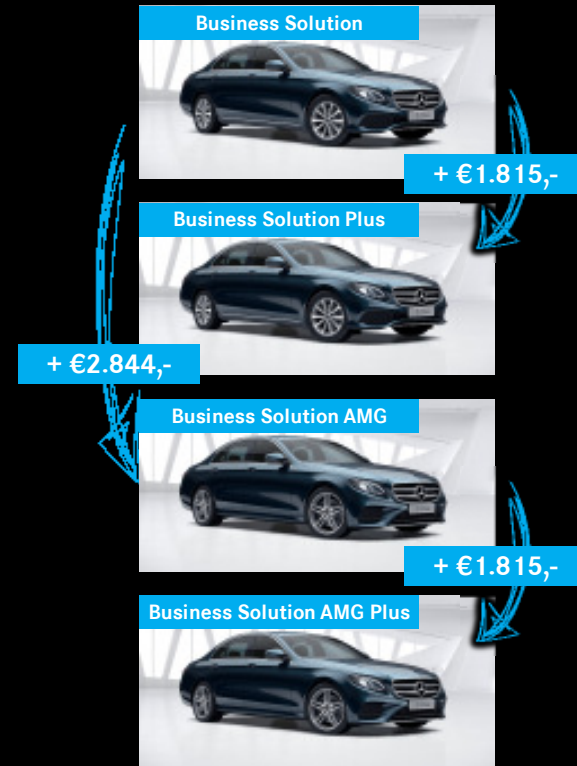 Business Solution
+ €1.815,-
Business Solution Plus
+ €2.844,-
Business Solution AMG
+ €1.815,-
Business Solution AMG Plus